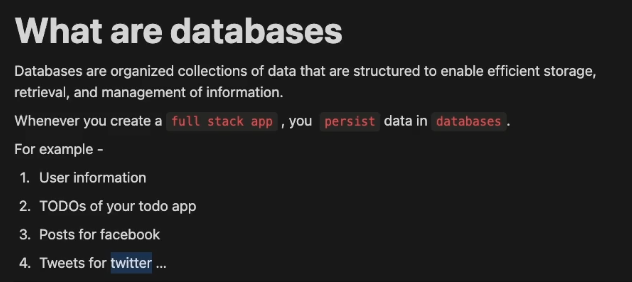 What are databases
Databases are organized collections of data that are structured to enable efficient storage,
retrieval, and management of information.
Whenever you create a full stack app , you persist data in databases .
For example -
1. User information
2. TODOs of your todo app
3. Posts for facebook
4. Tweets for twitter ...